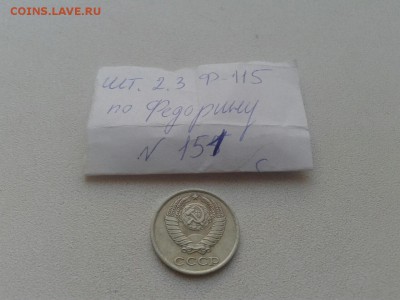 COINS.LAVE.RU
шт. 2.3 Ф-115
по Федорину
N 151
СССР